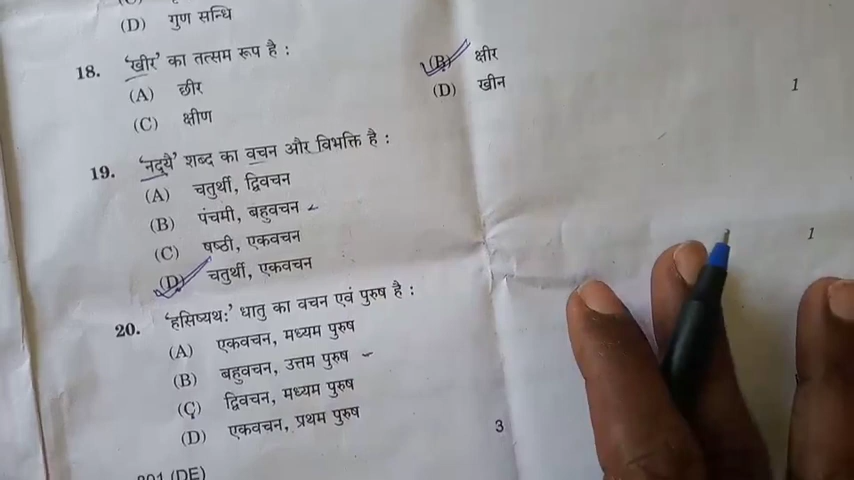 (D) गुण सन्धि
18. 'खीर' का तत्सम रूप है :
(A) छीर
(B) क्षीर
(C) क्षीण
(D) खीन
1
19. 'नद्यै' शब्द का वचन और विभक्ति है :
(A) चतुर्थी, द्विवचन
(B) पंचमी, बहुवचन
(C) षष्ठी, एकवचन
(D) चतुर्थी, एकवचन
1
20. 'हसिष्यथः' धातु का वचन एवं पुरुष है :
(A) एकवचन, मध्यम पुरुष
(B) बहुवचन, उत्तम पुरुष
(C) द्विवचन, मध्यम पुरुष
(D) एकवचन, प्रथम पुरुष
3
801 (DE)